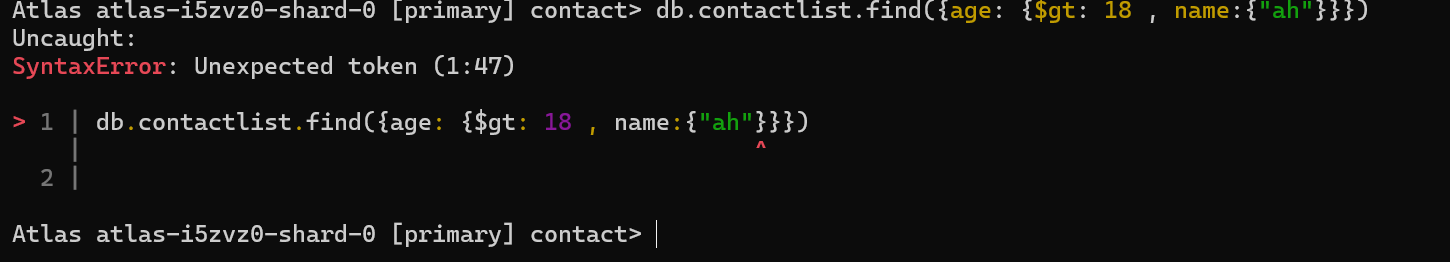 Atlas atlas-i5zvz0-shard-0 [primary] contact> db.contactlist.find({age: {$gt: 18 , name:{"ah"}}})
Uncaught:
SyntaxError: Unexpected token (1:47)
> 1 | db.contactlist.find({age: {$gt: 18 , name:{"ah"}}})
|                                                ^
2 |
Atlas atlas-i5zvz0-shard-0 [primary] contact>